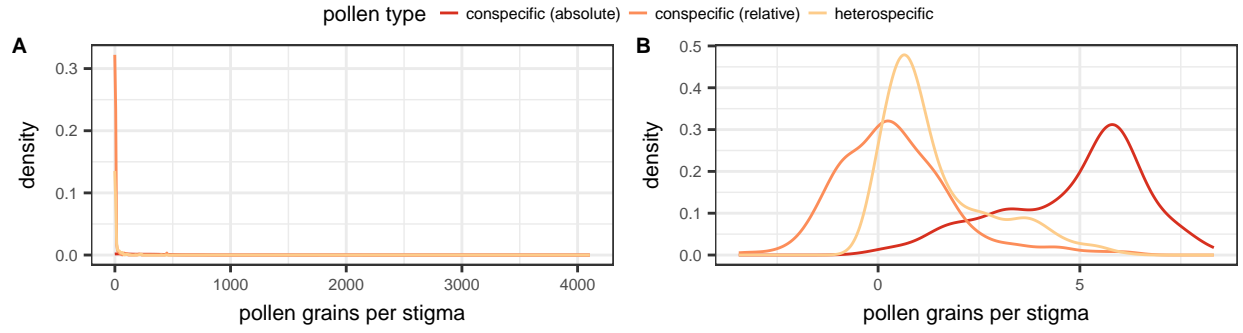 pollen type conspecific (absolute) conspecific (relative) heterospecific
A
0.3
0.2
0.1
0.0
density
0 1000 2000 3000 4000
pollen grains per stigma
B
0.5
0.4
0.3
0.2
0.1
0.0
density
0 5
pollen grains per stigma